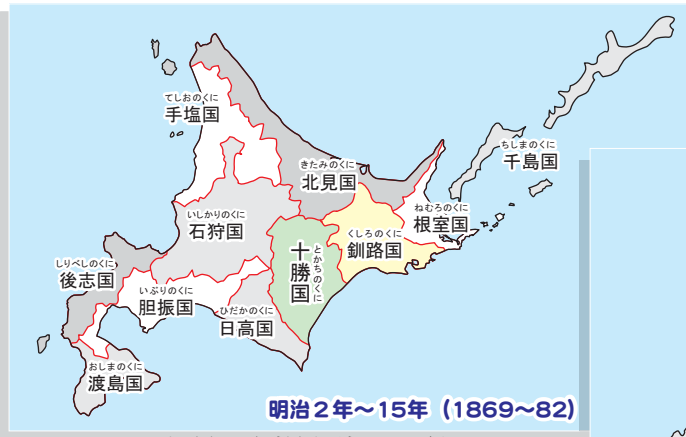 てしおのくに
手塩国
きたみのくに
北見国
ちしまのくに
千島国
ねむろのくに
根室国
いしかりのくに
石狩国
くしろのくに
釧路国
とかちのくに
十勝国
しりべしのくに
後志国
いぶりのくに
胆振国
ひだかのくに
日高国
おしまのくに
渡島国
明治2年～15年（1869～82）